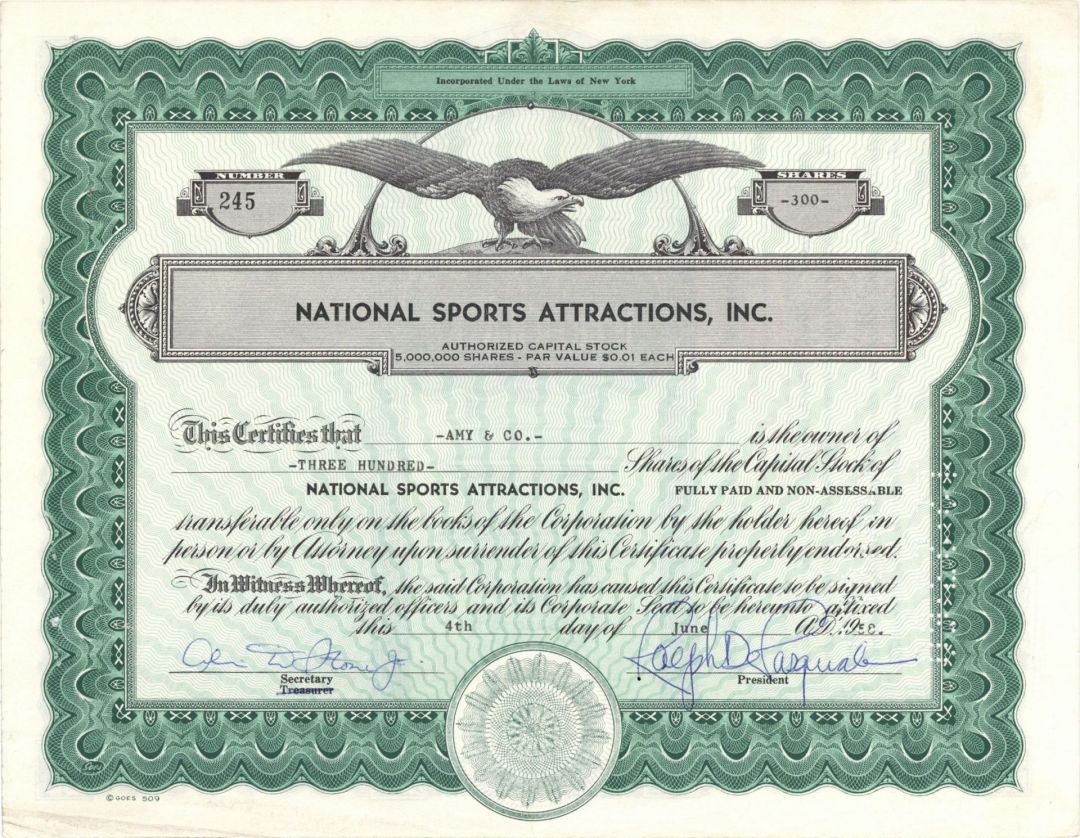 Incorporated Under the Laws of New York
NUMBER
245
SHARES
-300-
NATIONAL SPORTS ATTRACTIONS, INC.
AUTHORIZED CAPITAL STOCK
5,000,000 SHARES - PAR VALUE $0.01 EACH
This Certifies that -AMY & CO.- is the owner of
-THREE HUNDRED- Shares of the Capital Stock of
NATIONAL SPORTS ATTRACTIONS, INC. FULLY PAID AND NON-ASSESSABLE
transferable only on the books of the Corporation by the holder hereof in
person or by Attorney upon surrender of this Certificate properly endorsed.
In Witness Whereof, the said Corporation has caused this Certificate to be signed
by its duly authorized officers and its Corporate Seal to be hereunto affixed
this 4th day of June A.D. 19
Ralph
Secretary
Treasurer
President
© GOES 509